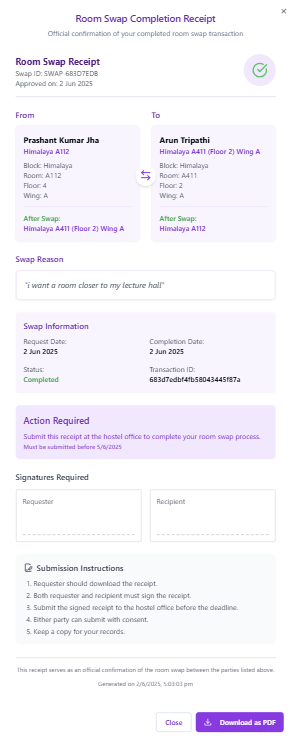 Room Swap Completion Receipt
×
Official confirmation of your completed room swap transaction
Room Swap Receipt
Swap ID: SWAP-683D7EDB
Approved on: 2 Jun 2025
From
To
Prashant Kumar Jha
Himalaya A112
Block: Himalaya
Room: A112
Floor: 4
Wing: A
After Swap:
Himalaya A411 (Floor 2) Wing A
Arun Tripathi
Himalaya A411 (Floor 2) Wing A
Block: Himalaya
Room: A411
Floor: 2
Wing: A
After Swap:
Himalaya A112
Swap Reason
"i want a room closer to my lecture hall"
Swap Information
Request Date:
2 Jun 2025
Completion Date:
2 Jun 2025
Status:
Completed
Transaction ID:
683d7edbf4fb58043445f87a
Action Required
Submit this receipt at the hostel office to complete your room swap process.
Must be submitted before 5/6/2025
Signatures Required
Requester
Recipient
Submission Instructions
1. Requester should download the receipt.
2. Both requester and recipient must sign the receipt.
3. Submit the signed receipt to the hostel office before the deadline.
4. Either party can submit with consent.
5. Keep a copy for your records.
This receipt serves as an official confirmation of the room swap between the parties listed above.
Generated on 2/6/2025, 5:03:03 pm
Close
Download as PDF